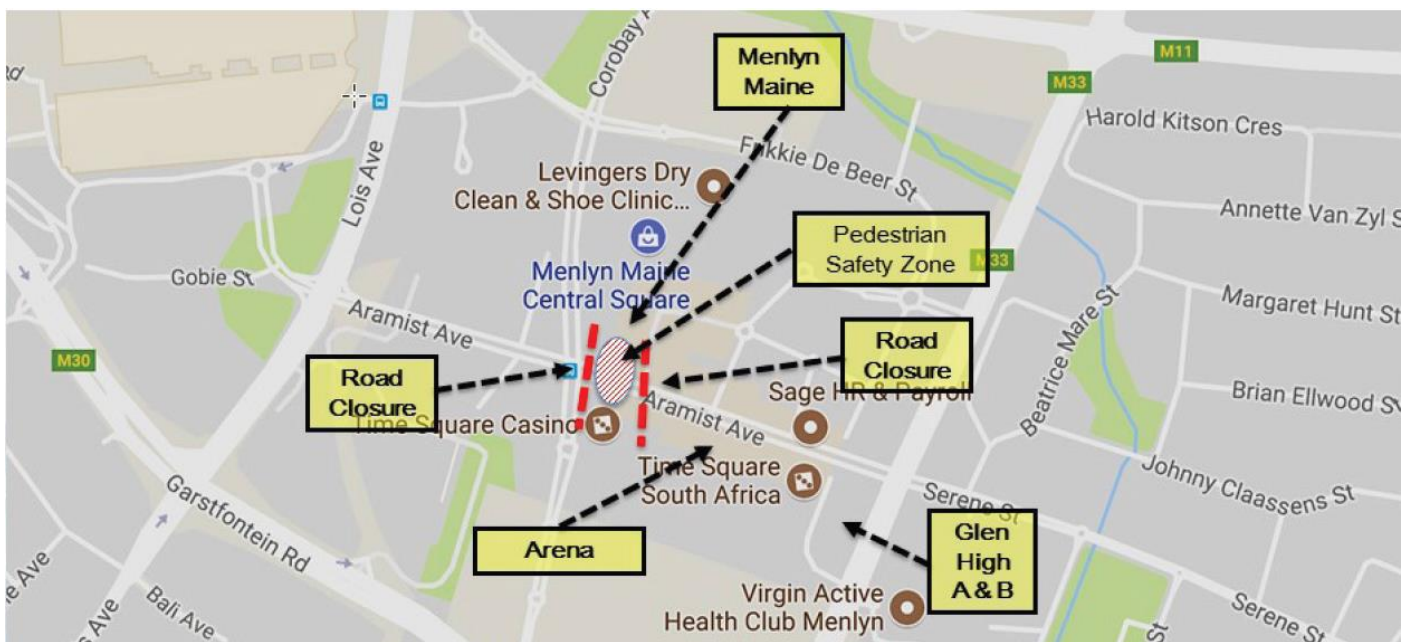 M11
Menlyn
Maine
M33
Corobay
Harold Kitson Cres
Lois Ave
De Beer St
Levingers Dry
Clean & Shoe Clinic...
Annette Van Zyl S
Pedestrian
Safety Zone
Menlyn Maine
Central Square
M33
Gobie St
Margaret Hunt St
Aramist Ave
Beatrice Mare St
M30
Road
Closure
Road
Closure
Sage HR & Payroll
Brian Ellwood S
Time Square Casino
Aramist Ave
Time Square
South Africa
Johnny Claassens St
Serene St
Garstfontein Rd
Arena
Glen
High
A & B
Virgin Active
Health Club Menlyn
Serene St
Bali Ave
Ave
Ave